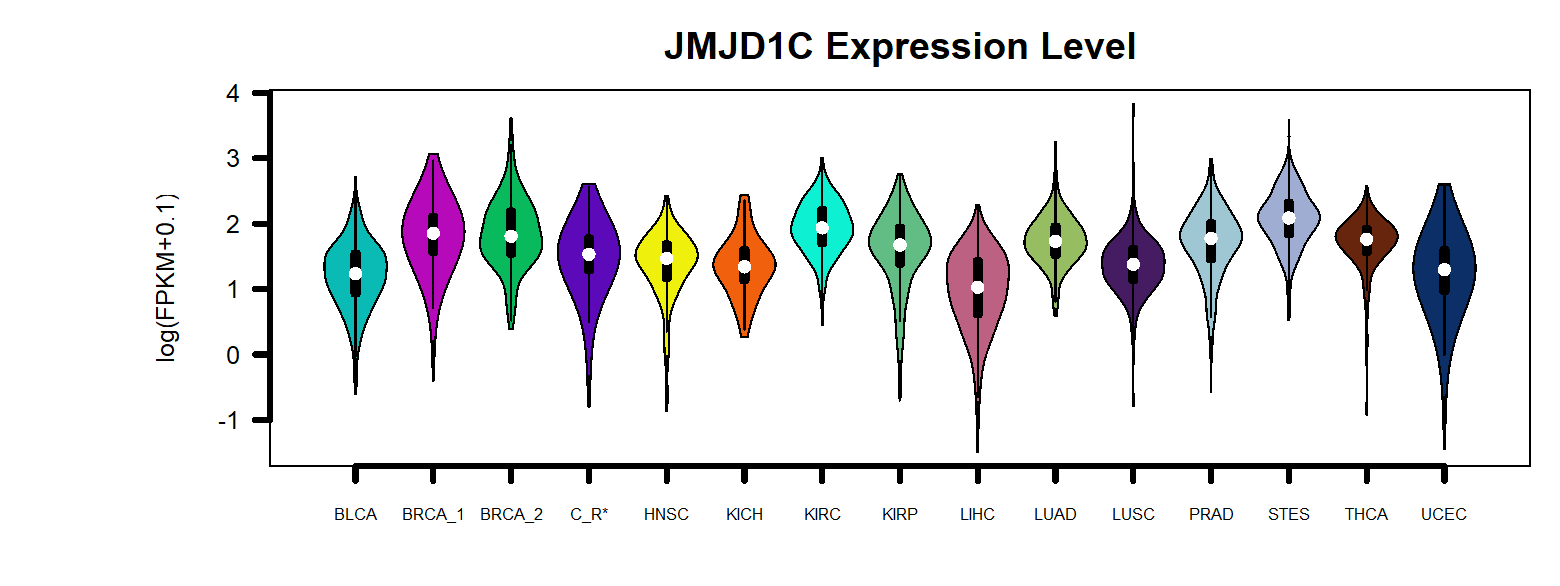 JMJD1C Expression Level
4
3
2
1
0
-1
log(FPKM+0.1)
BLCA BRCA_1 BRCA_2 C_R* HNSC KICH KIRC KIRP LIHC LUAD LUSC PRAD STES THCA UCEC